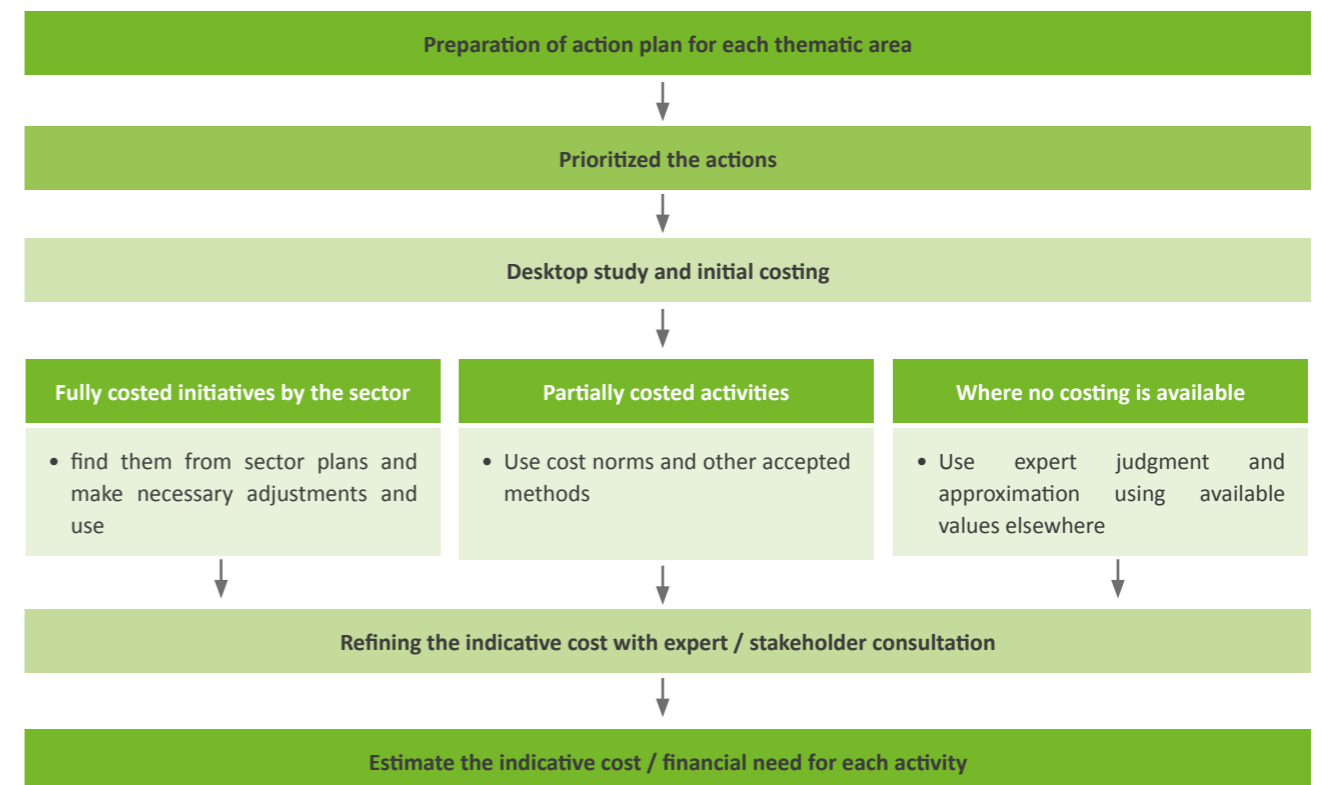 Preparation of action plan for each thematic area
Prioritized the actions
Desktop study and initial costing
Fully costed initiatives by the sector
• find them from sector plans and
make necessary adjustments and
use
Partially costed activities
• Use cost norms and other accepted
methods
Where no costing is available
• Use expert judgment and
approximation using available
values elsewhere
Refining the indicative cost with expert / stakeholder consultation
Estimate the indicative cost / financial need for each activity